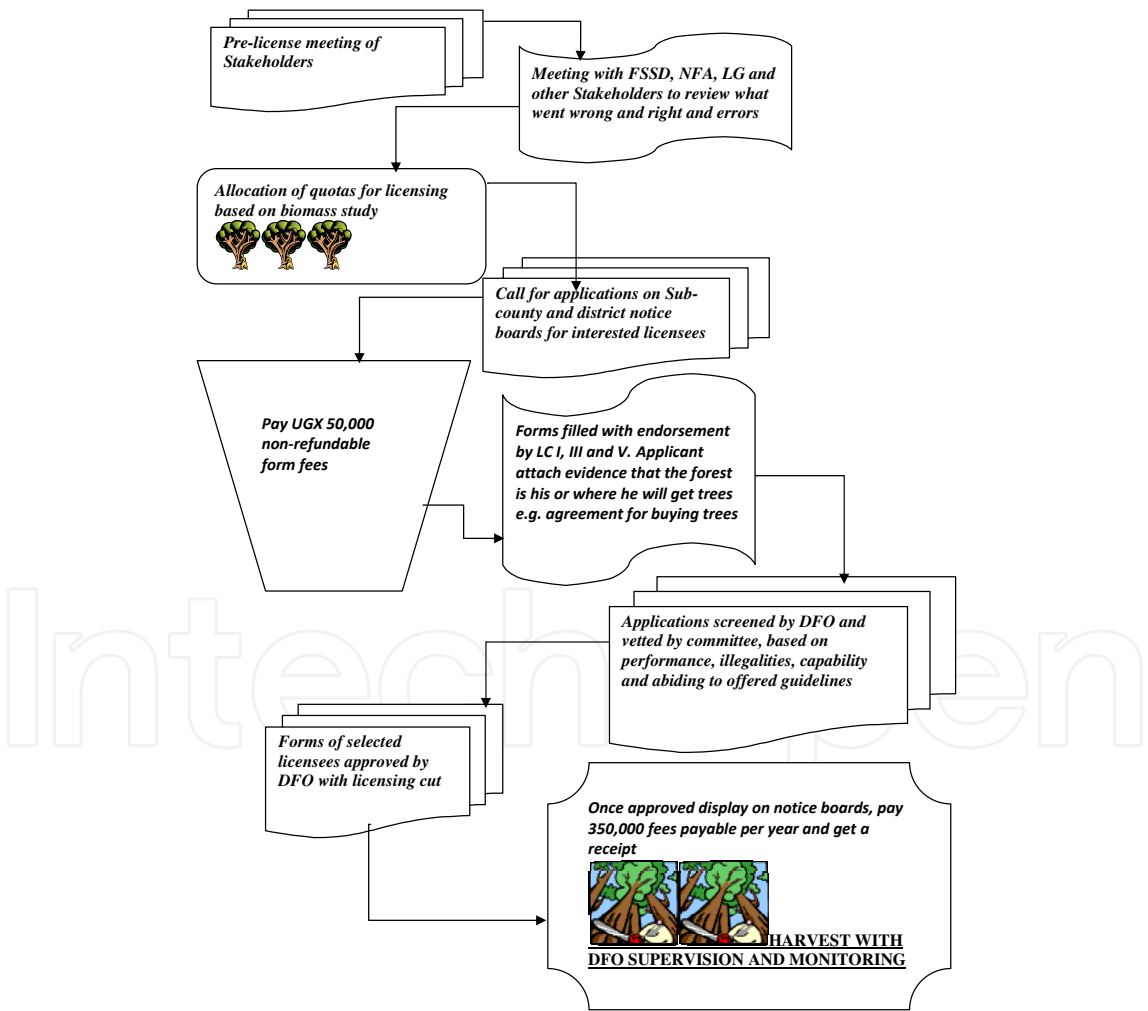 Pre-license meeting of
Stakeholders
Meeting with FSSD, NFA, LG and
other Stakeholders to review what
went wrong and right and errors
Allocation of quotas for licensing
based on biomass study
Call for applications on Sub-
county and district notice
boards for interested licensees
Pay UGX 50,000
non-refundable
form fees
Forms filled with endorsement
by LC I, III and V. Applicant
attach evidence that the forest
is his or where he will get trees
e.g. agreement for buying trees
Applications screened by DFO and
vetted by committee, based on
performance, illegalities, capability
and abiding to offered guidelines
Forms of selected
licensees approved by
DFO with licensing cut
Once approved display on notice boards, pay
350,000 fees payable per year and get a
receipt
HARVEST WITH
DFO SUPERVISION AND MONITORING
IntechOpen